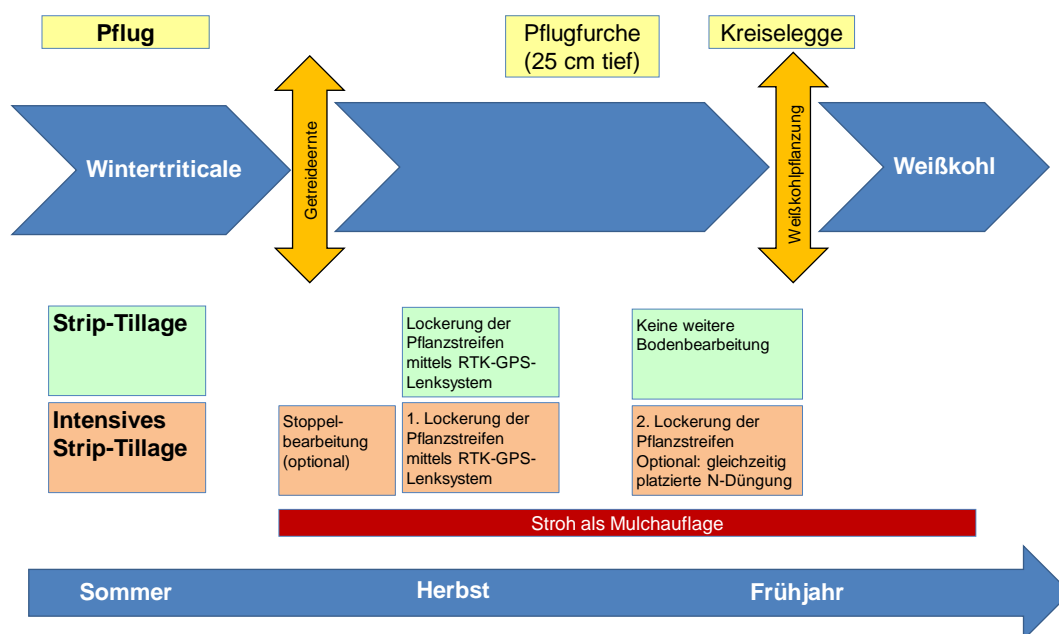 Pflug
Pflugfurche
(25 cm tief)
Kreiselegge
Wintertriticale
Getreideernte
Weißkohlpflanzung
Weißkohl
Strip-Tillage
Lockerung der
Pflanzstreifen
mittels RTK-GPS-
Lenksystem
Keine weitere
Bodenbearbeitung
Intensives
Strip-Tillage
Stoppel-
bearbeitung
(optional)
1. Lockerung der
Pflanzstreifen
mittels RTK-GPS-
Lenksystem
2. Lockerung der
Pflanzstreifen
Optional: gleichzeitig
platzierte N-Düngung
Stroh als Mulchauflage
Sommer
Herbst
Frühjahr